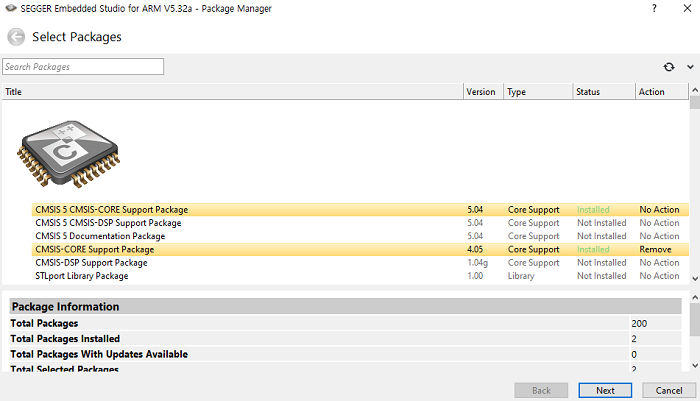 SEGGER Embedded Studio for ARM V5.32a - Package Manager
Select Packages
Search Packages
Title Version Type Status Action
C ++
CMSIS 5 CMSIS-CORE Support Package 5.04 Core Support Installed No Action
CMSIS 5 CMSIS-DSP Support Package 5.04 Core Support Not Installed No Action
CMSIS 5 Documentation Package 5.04 Core Support Not Installed No Action
CMSIS-CORE Support Package 4.05 Core Support Installed Remove
CMSIS-DSP Support Package 1.04g Core Support Not Installed No Action
STLport Library Package 1.00 Library Not Installed No Action
Package Information
Total Packages 200
Total Packages Installed 2
Total Packages With Updates Available 0
Total Selected Packages 2
Back Next Cancel